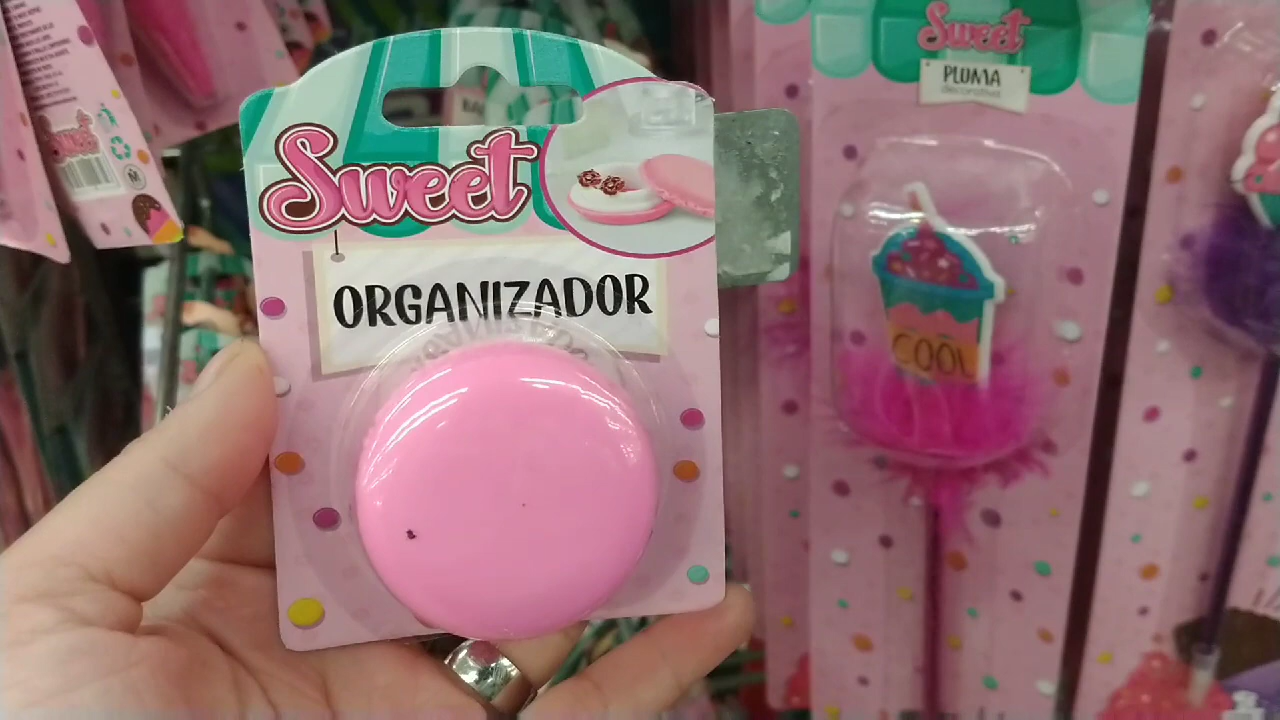 Sweet
ORGANIZADOR
Sweet
PLUMA
decorativa
COOL